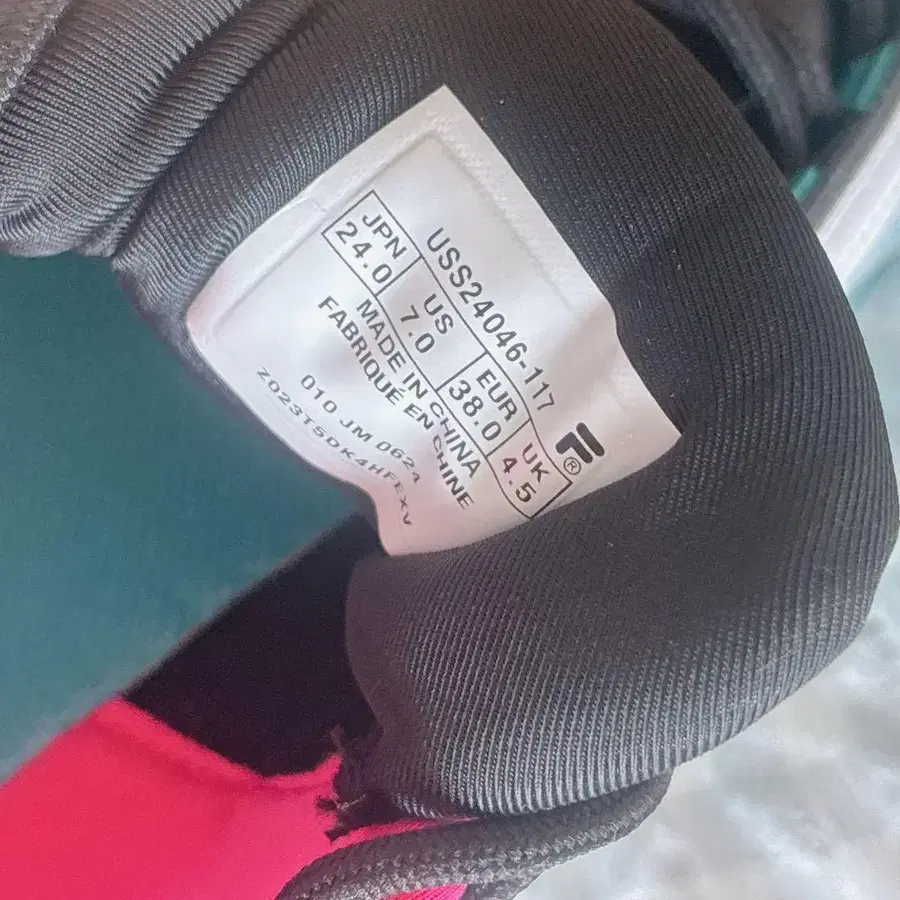 F®
USS24046-117
JPN US EUR UK
24.0 7.0 38.0 4.5
MADE IN CHINA
FABRIQUÉ EN CHINE
010 JM 0624
Z023T5DK4HFEXV